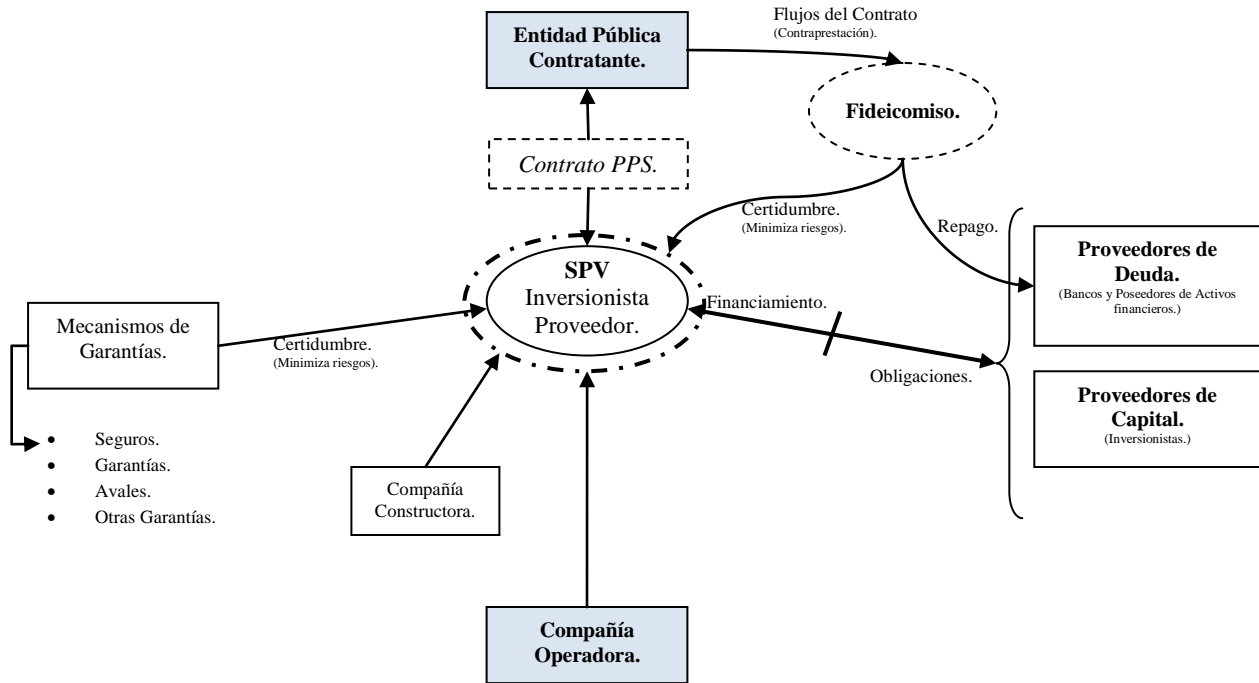 Flujos del Contrato
(Contraprestación).
Entidad Pública
Contratante.
Fideicomiso.
Contrato PPS.
Certidumbre.
(Minimiza riesgos).
Repago.
Proveedores de
Deuda.
(Bancos y Poseedores de Activos
financieros.)
SPV
Inversionista
Proveedor.
Financiamiento.
Mecanismos de
Garantías.
Certidumbre.
(Minimiza riesgos).
Obligaciones.
Proveedores de
Capital.
(Inversionistas.)
• Seguros.
• Garantías.
• Avales.
• Otras Garantías.
Compañía
Constructora.
Compañía
Operadora.